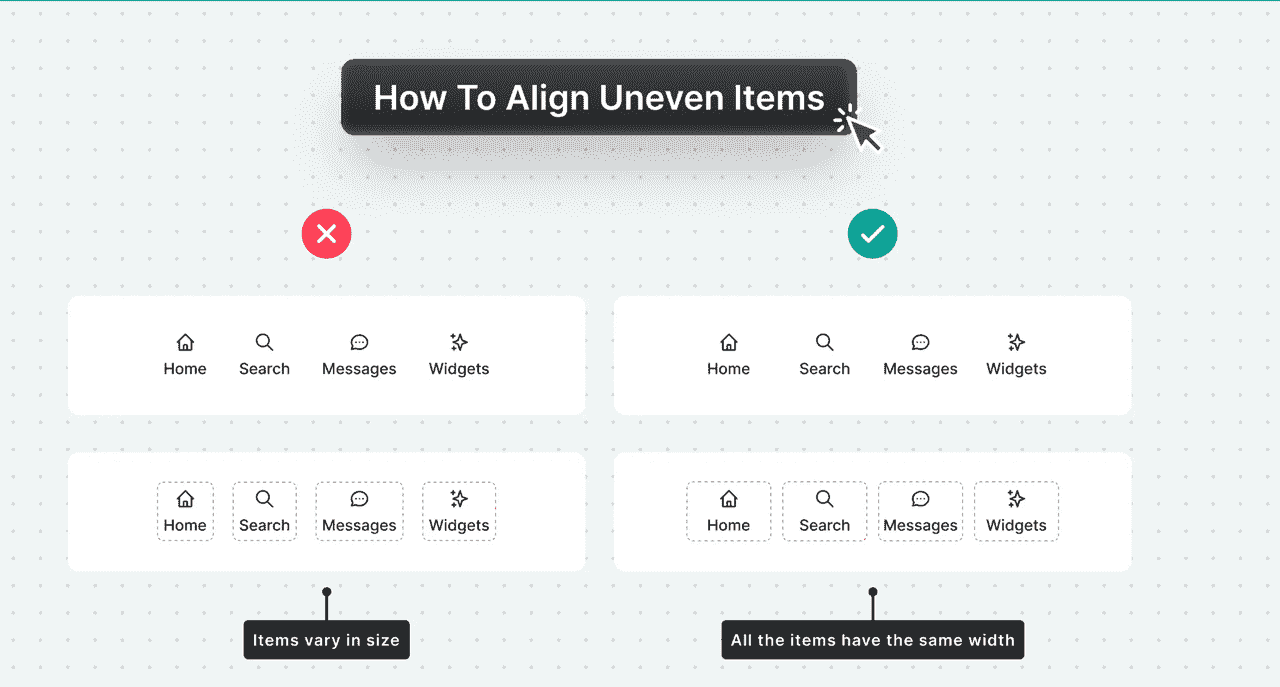 How To Align Uneven Items
Home Search Messages Widgets
Home Search Messages Widgets
Home Search Messages Widgets
Home Search Messages Widgets
Items vary in size
All the items have the same width